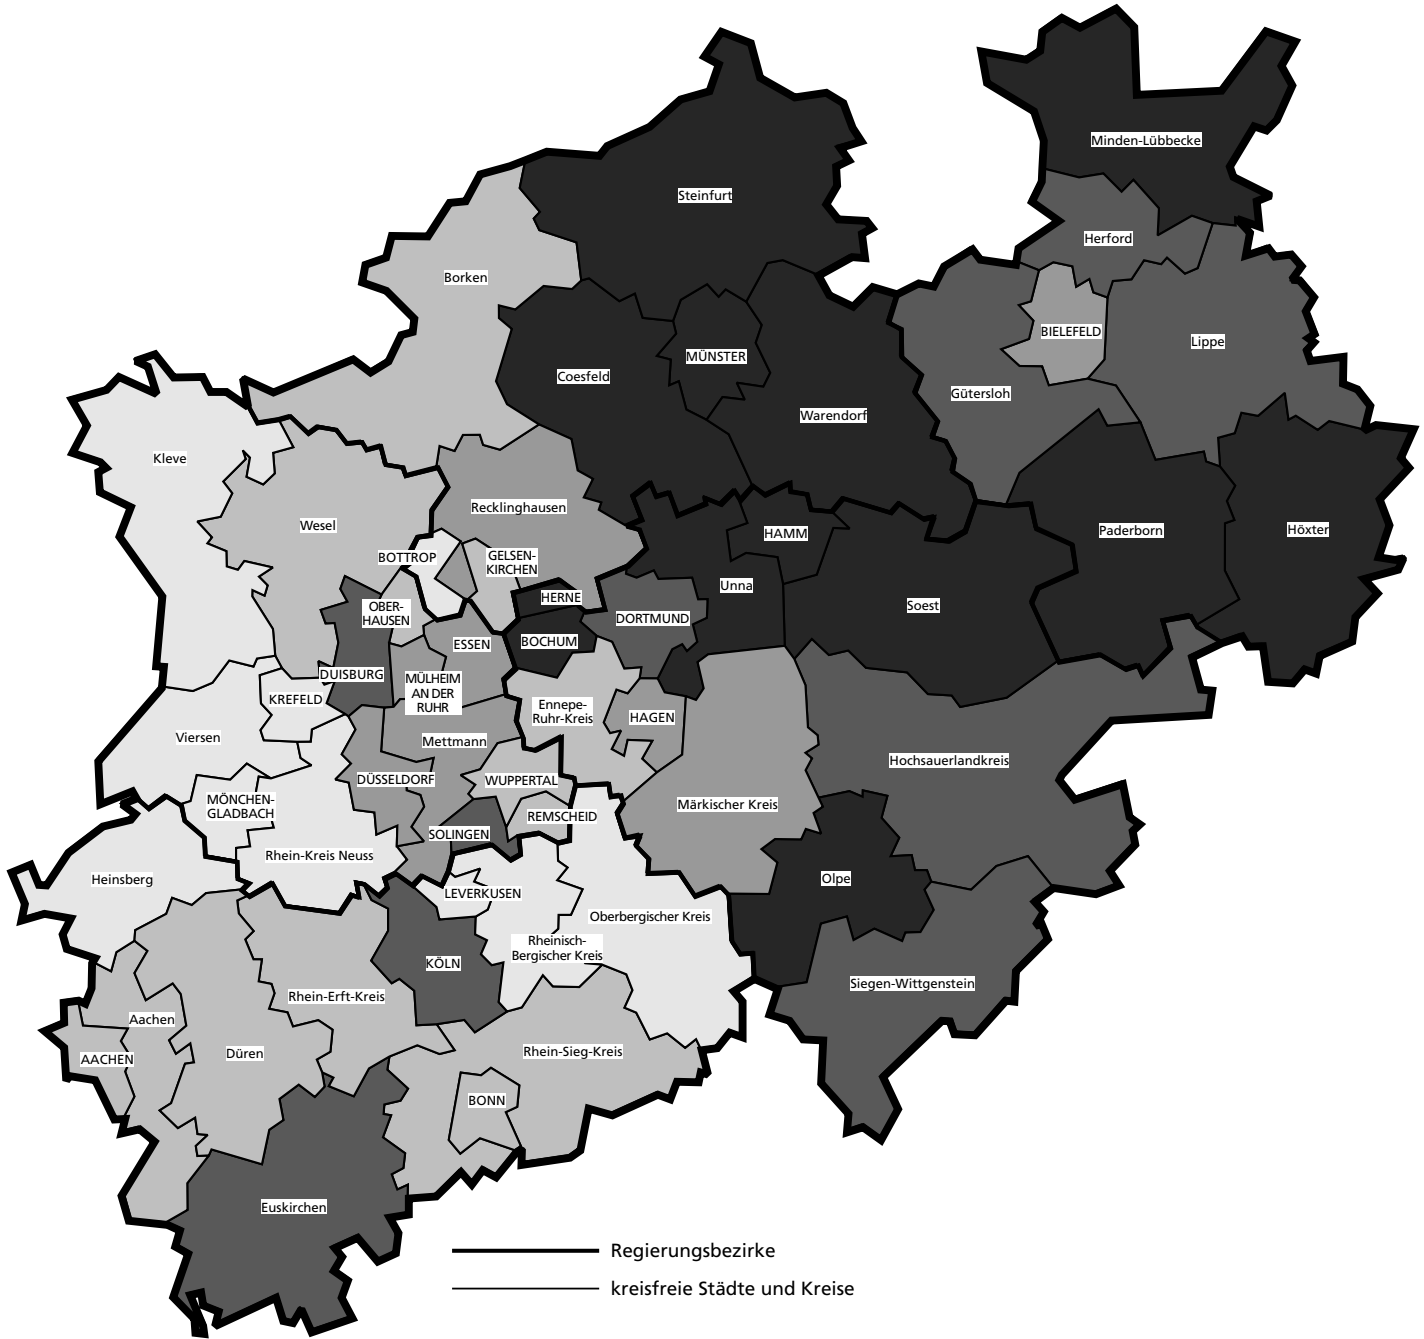 Minden-Lübbecke
Steinfurt
Herford
Borken
BIELEFELD
Lippe
MÜNSTER
Coesfeld
Gütersloh
Warendorf
Kleve
Recklinghausen
Wesel
Paderborn
Höxter
HAMM
BOTTROP
GELSEN-
KIRCHEN
Unna
HERNE
Soest
OBER-
HAUSEN
DORTMUND
ESSEN
BOCHUM
DUISBURG
MÜLHEIM
AN DER
RUHR
KREFELD
Ennepe-
Ruhr-Kreis
HAGEN
Viersen
Mettmann
Hochsauerlandkreis
DÜSSELDORF
WUPPERTAL
MÖNCHEN-
GLADBACH
Märkischer Kreis
REMSCHEID
SOLINGEN
Rhein-Kreis Neuss
Heinsberg
Olpe
LEVERKUSEN
Oberbergischer Kreis
Rheinisch-
Bergischer Kreis
KÖLN
Siegen-Wittgenstein
Rhein-Erft-Kreis
Aachen
AACHEN
Düren
Rhein-Sieg-Kreis
BONN
Euskirchen
Regierungsbezirke
kreisfreie Städte und Kreise